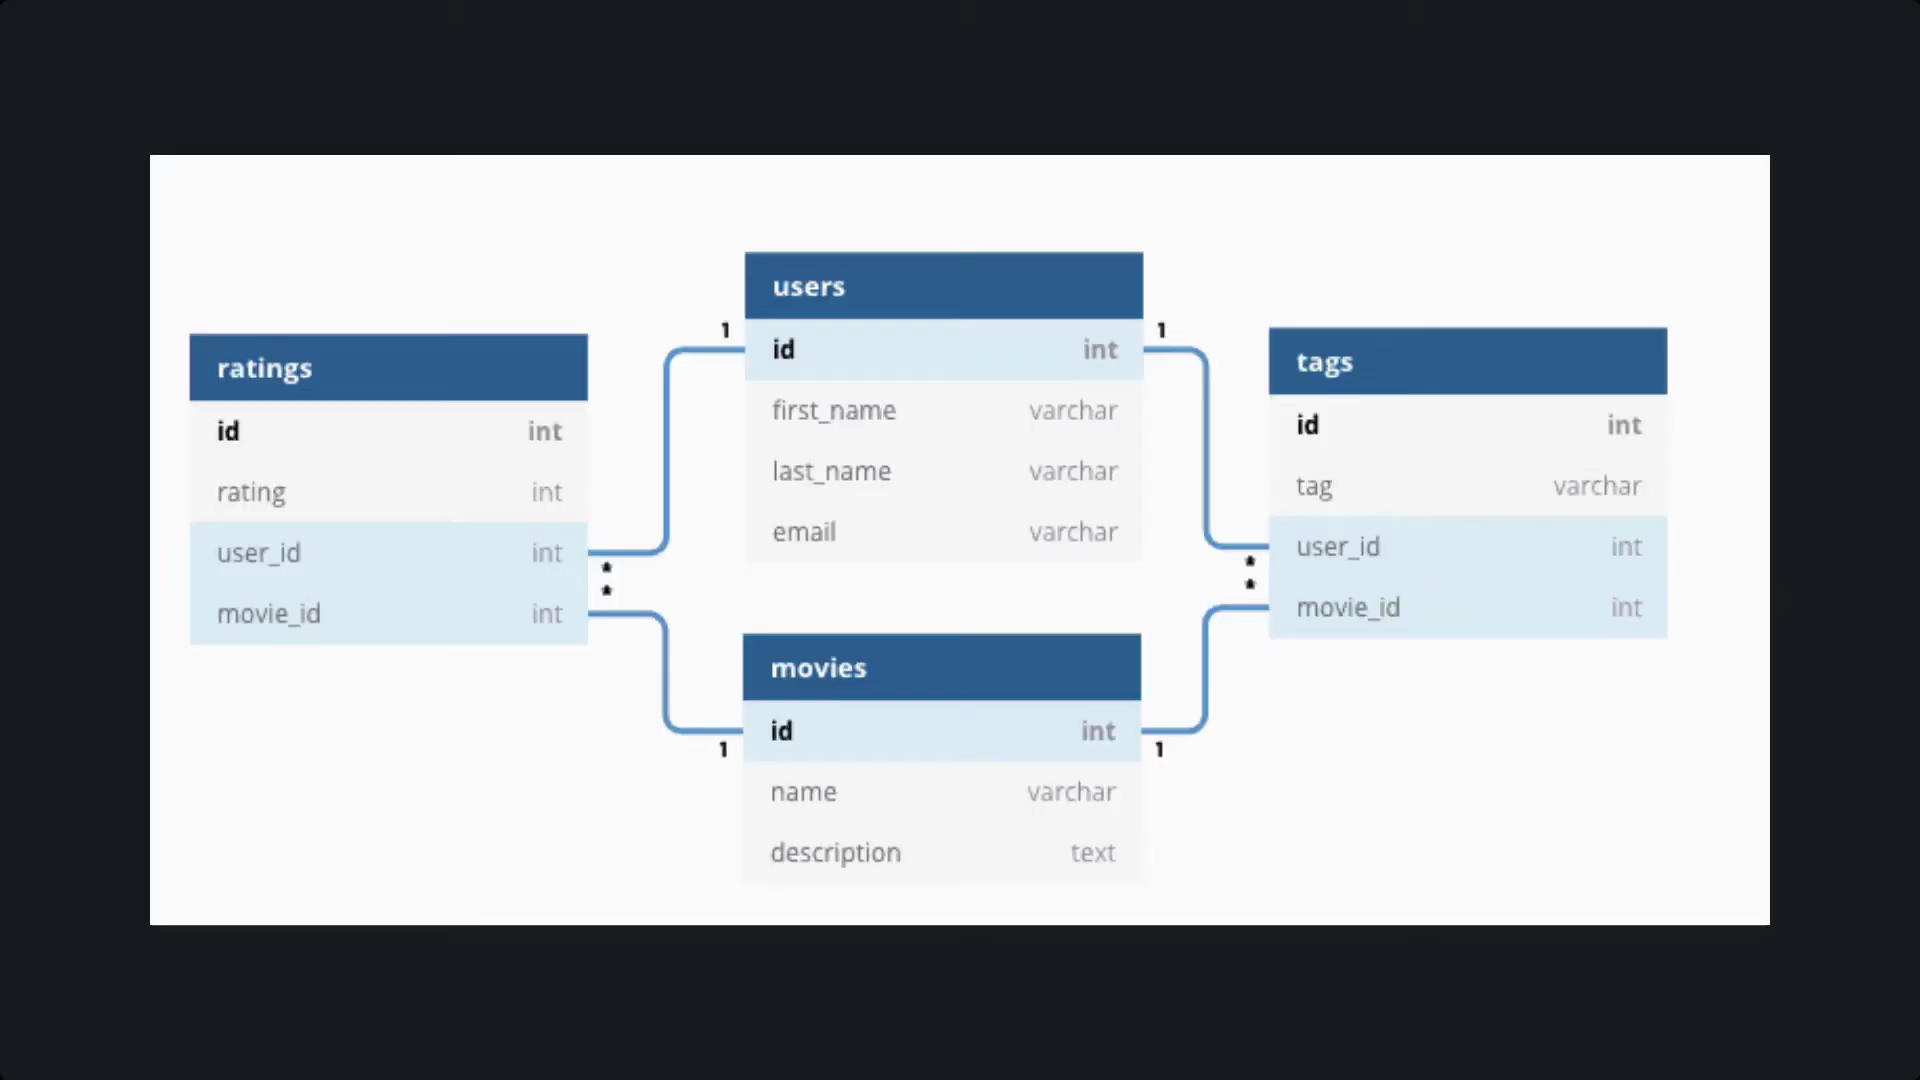 ratings
id int
rating int
user_id int
movie_id int
*
*
1
users
1
id int
first_name varchar
last_name varchar
email varchar
movies
id int
1
1
name varchar
description text
tags
id int
tag varchar
user_id int
movie_id int
*
*